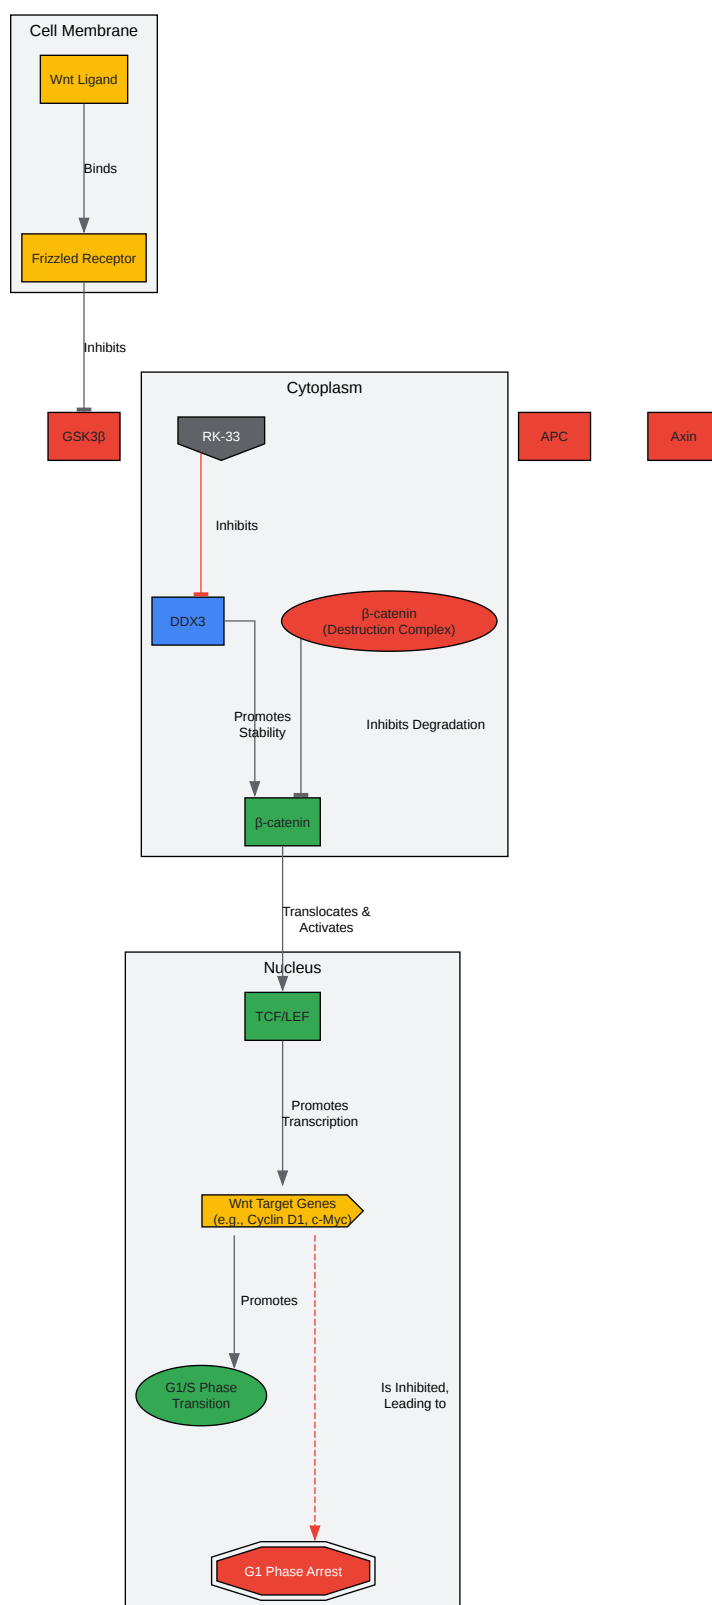 Cell Membrane
Wnt Ligand
Binds
Frizzled Receptor
Inhibits
Cytoplasm
GSK3β
RK-33
APC
Axin
Inhibits
DDX3
β-catenin
(Destruction Complex)
Promotes
Stability
Inhibits Degradation
β-catenin
Translocates &
Activates
Nucleus
TCF/LEF
Promotes
Transcription
Wnt Target Genes
(e.g., Cyclin D1, c-Myc)
Promotes
G1/S Phase
Transition
Is Inhibited,
Leading to
G1 Phase Arrest